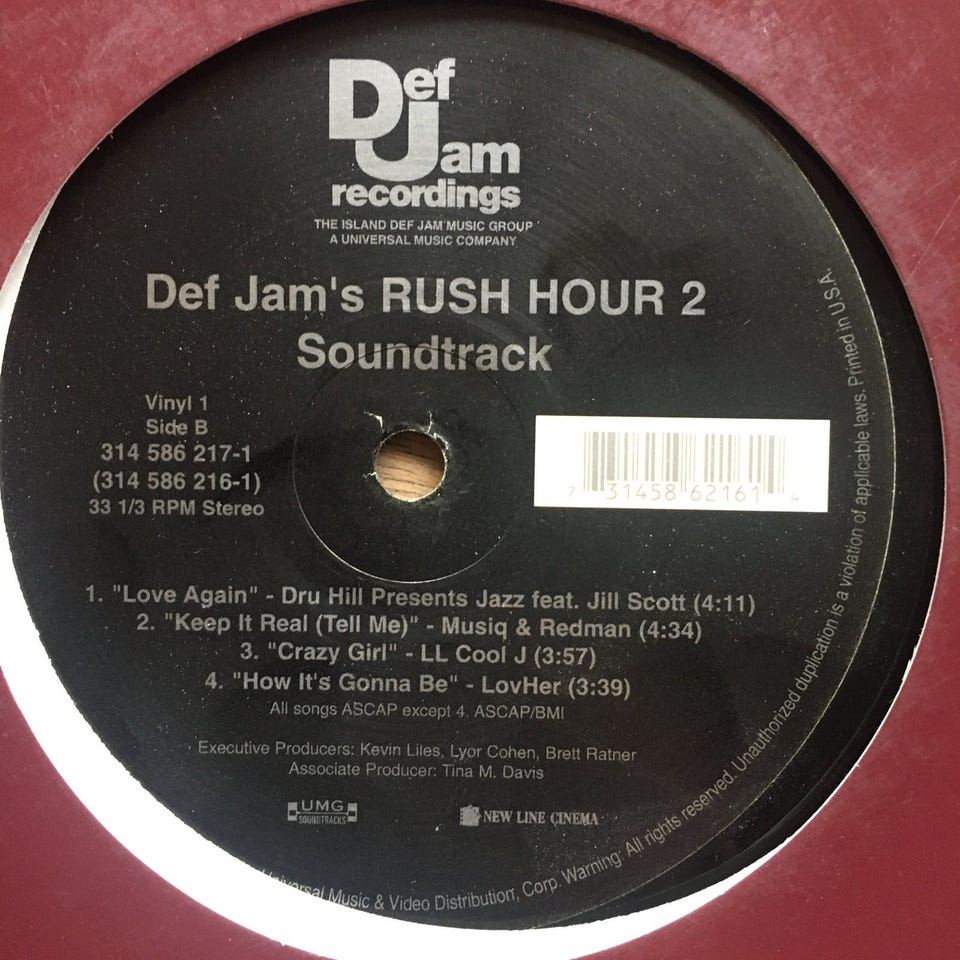 Def Jam
recordings
THE ISLAND DEF JAM MUSIC GROUP
A UNIVERSAL MUSIC COMPANY
Def Jam's RUSH HOUR 2
Soundtrack
Vinyl 1
Side B
314 586 217-1
(314 586 216-1)
33 1/3 RPM Stereo
7 31458 62161 4
1. "Love Again" - Dru Hill Presents Jazz feat. Jill Scott (4:11)
2. "Keep It Real (Tell Me)" - Musiq & Redman (4:34)
3. "Crazy Girl" - LL Cool J (3:57)
4. "How It's Gonna Be" - LovHer (3:39)
All songs ASCAP except 4. ASCAP/BMI
Executive Producers: Kevin Liles, Lyor Cohen, Brett Ratner
Associate Producer: Tina M. Davis
UMG
SOUNDTRACKS
NEW LINE CINEMA
Universal Music & Video Distribution, Corp. Warning: All rights reserved. Unauthorized duplication is a violation of applicable laws. Printed in U.S.A.